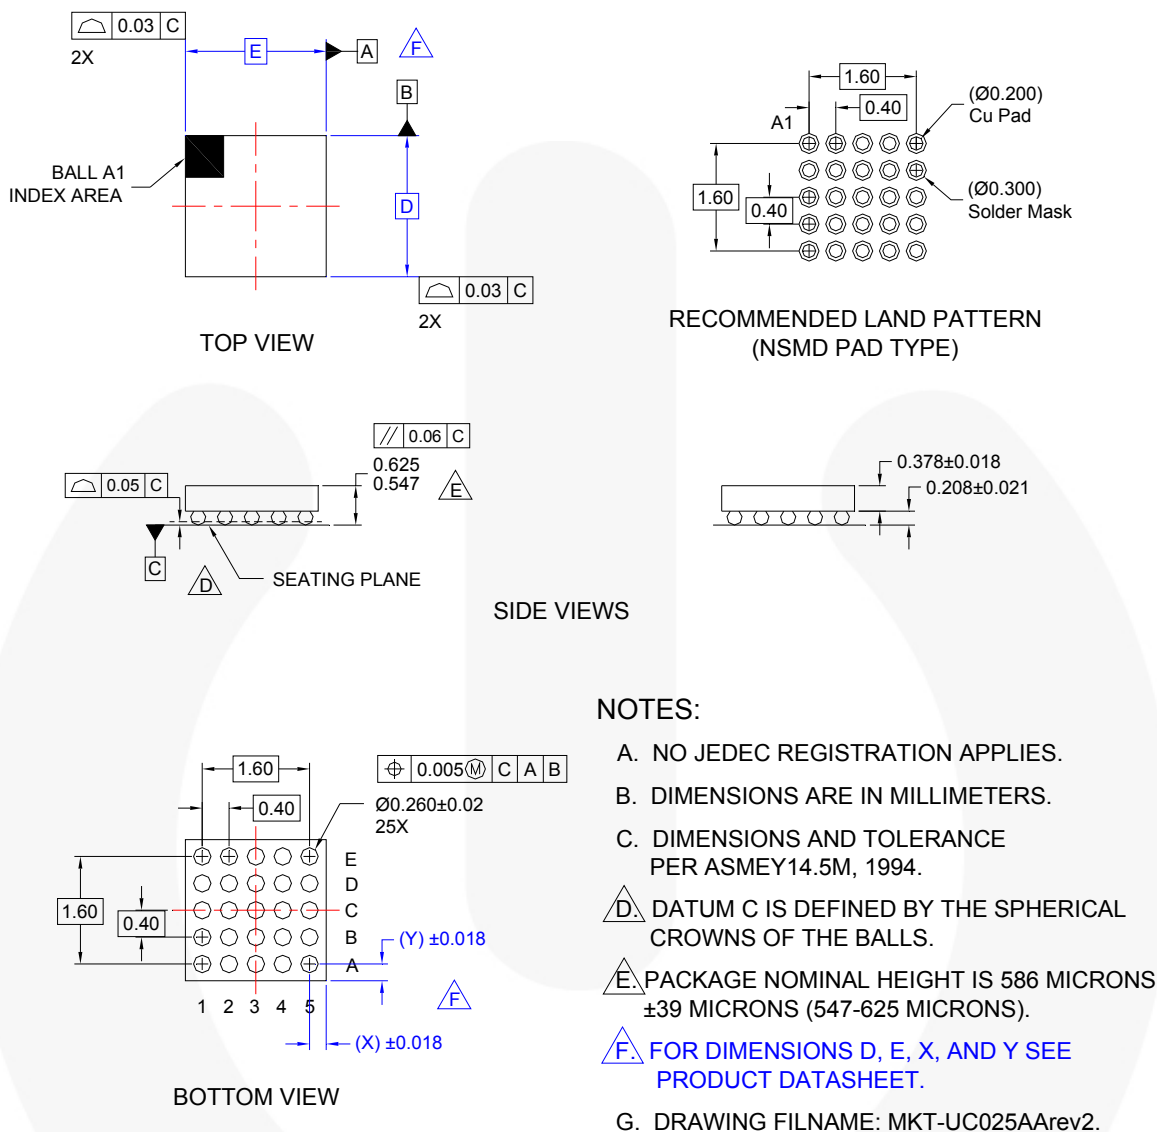 0.03 C
2X
E
A
F
B
BALL A1
INDEX AREA
D
0.03 C
2X
TOP VIEW
1.60
0.40
A1
(Ø0.200)
Cu Pad
1.60
0.40
(Ø0.300)
Solder Mask
RECOMMENDED LAND PATTERN
(NSMD PAD TYPE)
// 0.06 C
0.625
0.547
E
0.05 C
C
D
SEATING PLANE
0.378±0.018
0.208±0.021
SIDE VIEWS
1.60
0.40
⌖ 0.005Ⓜ C A B
Ø0.260±0.02
25X
E
D
C
B
A
1.60
0.40
(Y) ±0.018
F
1 2 3 4 5
(X) ±0.018
BOTTOM VIEW
NOTES:
A. NO JEDEC REGISTRATION APPLIES.
B. DIMENSIONS ARE IN MILLIMETERS.
C. DIMENSIONS AND TOLERANCE
PER ASMEY14.5M, 1994.
D. DATUM C IS DEFINED BY THE SPHERICAL
CROWNS OF THE BALLS.
E. PACKAGE NOMINAL HEIGHT IS 586 MICRONS
±39 MICRONS (547-625 MICRONS).
F. FOR DIMENSIONS D, E, X, AND Y SEE
PRODUCT DATASHEET.
G. DRAWING FILNAME: MKT-UC025AArev2.